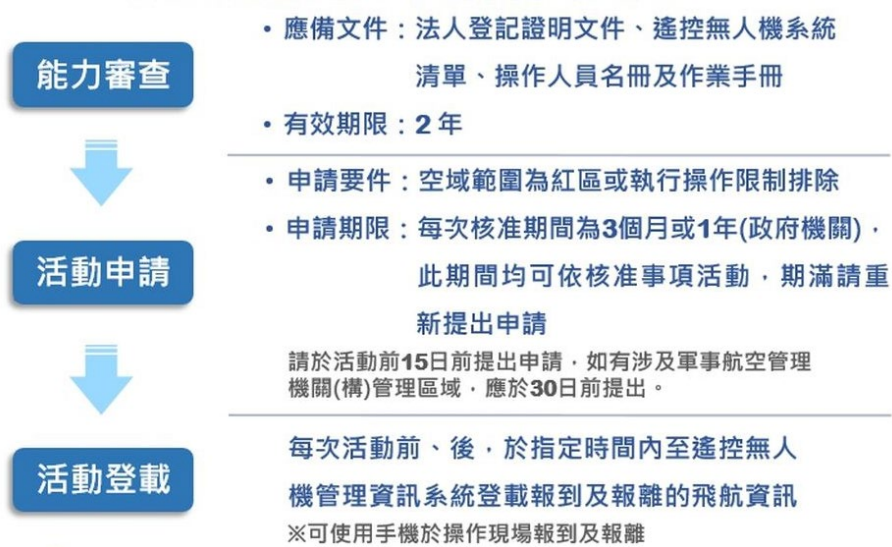 能力審查
• 應備文件：法人登記證明文件、遙控無人機系統
清單、操作人員名冊及作業手冊
• 有效期限：2 年
活動申請
• 申請要件：空域範圍為紅區或執行操作限制排除
• 申請期限：每次核准期間為3個月或1年(政府機關)，
此期間均可依核准事項活動，期滿請重
新提出申請
請於活動前15日前提出申請，如有涉及軍事航空管理
機關(構)管理區域，應於30日前提出。
活動登載
每次活動前、後，於指定時間內至遙控無人
機管理資訊系統登載報到及報離的飛航資訊
※可使用手機於操作現場報到及報離